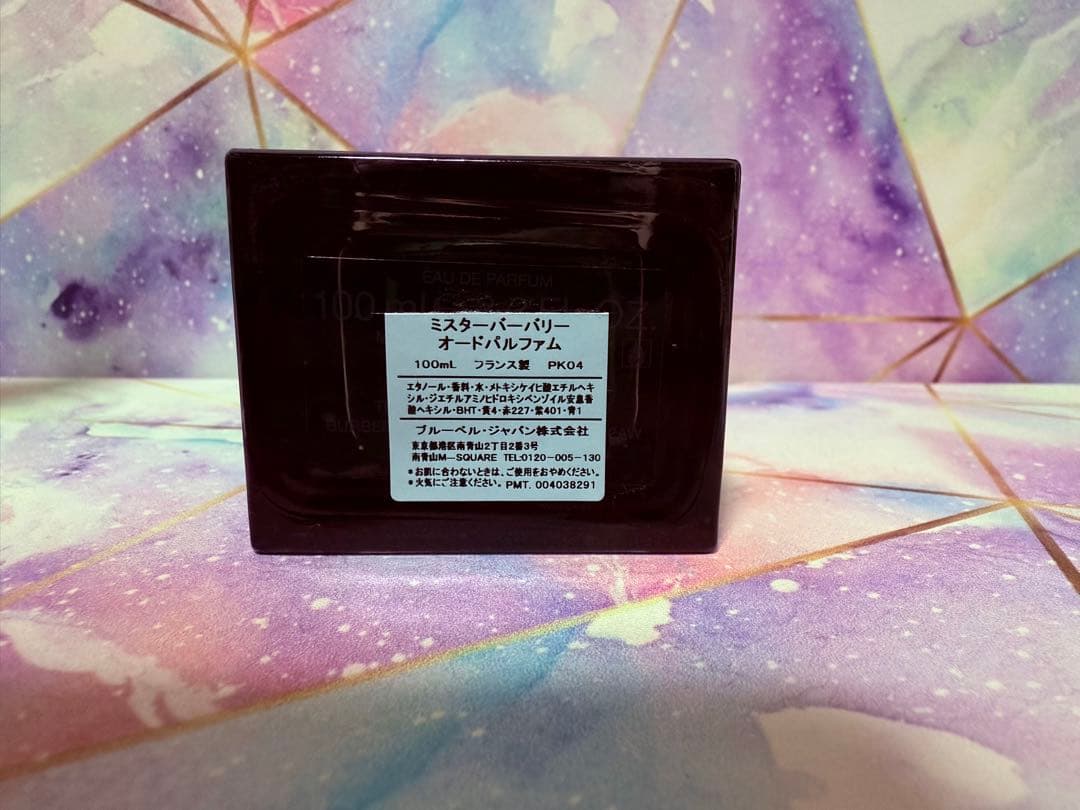 EAU DE PARFUM
100 ml
OZ.
ミスターバーバリー
オードパルファム
100mL フランス製 PK04
エタノール・香料・水・メトキシケイヒ酸エチルヘキ
シル・ジエチルアミノヒドロキシベンゾイル安息香
酸ヘキシル・BHT・黄4・赤227・紫401・青1
ブルーベル・ジャパン株式会社
東京都港区南青山2丁目2番3号
南青山M—SQUARE TEL:0120—005—130
*お肌に合わないときは、ご使用をおやめください。
*火気にご注意ください。PMT. 004038291